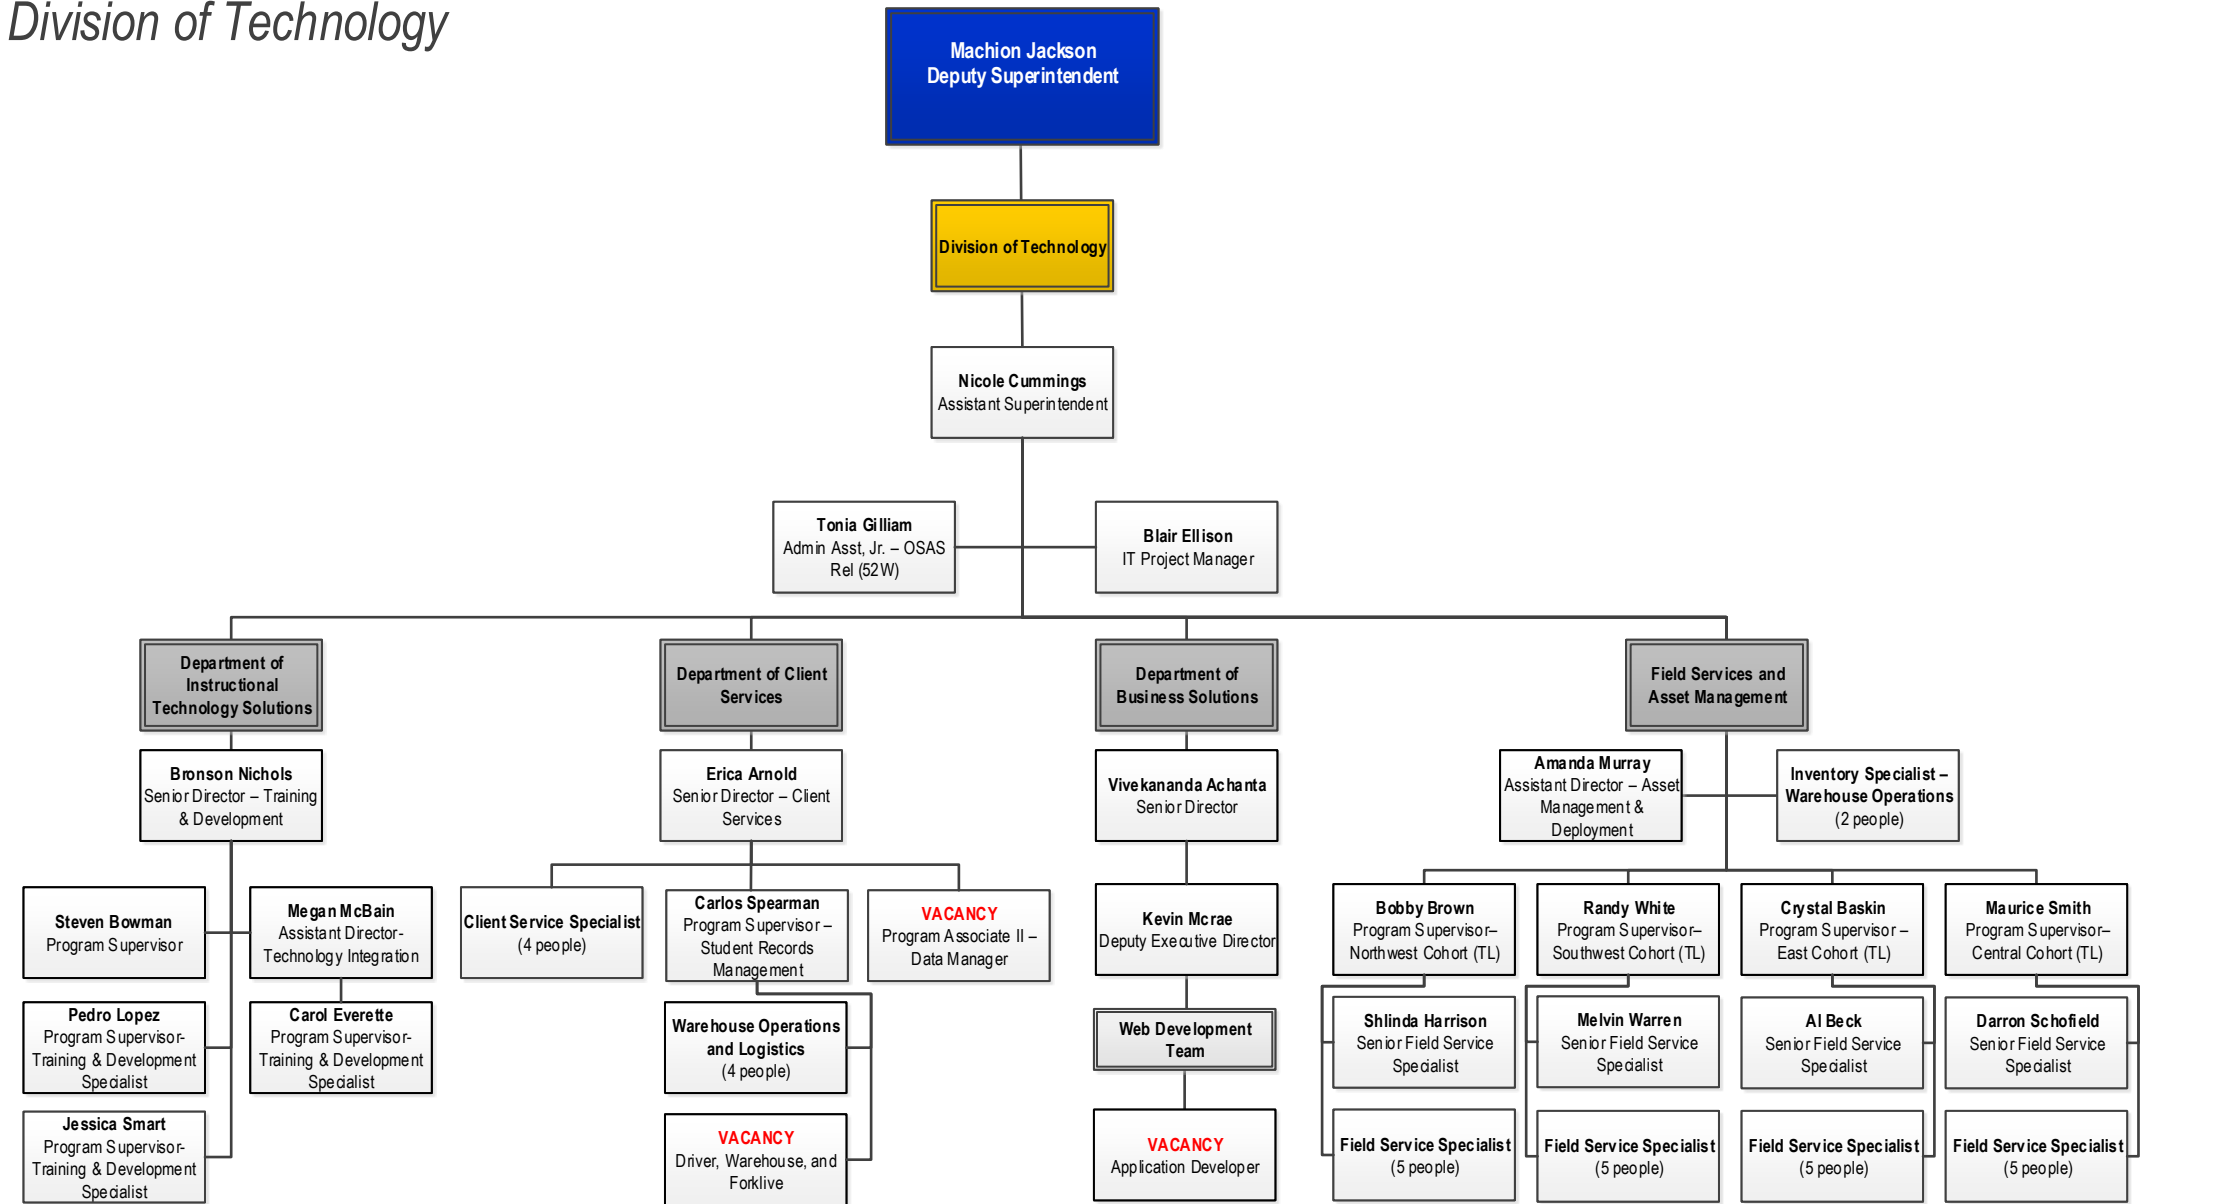 Division of Technology
Machion Jackson
Deputy Superintendent
Division of Technology
Nicole Cummings
Assistant Superintendent
Tonia Gilliam
Admin Asst, Jr. – OSAS
Rel (52W)
Blair Ellison
IT Project Manager
Department of
Instructional
Technology Solutions
Department of Client
Services
Department of
Business Solutions
Field Services and
Asset Management
Bronson Nichols
Senior Director – Training
& Development
Erica Arnold
Senior Director – Client
Services
Vivekananda Achanta
Senior Director
Amanda Murray
Assistant Director – Asset
Management &
Deployment
Inventory Specialist –
Warehouse Operations
(2 people)
Steven Bowman
Program Supervisor
Megan McBain
Assistant Director-
Technology Integration
Client Service Specialist
(4 people)
Carlos Spearman
Program Supervisor –
Student Records
Management
VACANCY
Program Associate II –
Data Manager
Kevin Mcrae
Deputy Executive Director
Bobby Brown
Program Supervisor–
Northwest Cohort (TL)
Randy White
Program Supervisor–
Southwest Cohort (TL)
Crystal Baskin
Program Supervisor –
East Cohort (TL)
Maurice Smith
Program Supervisor–
Central Cohort (TL)
Pedro Lopez
Program Supervisor-
Training & Development
Specialist
Carol Everette
Program Supervisor-
Training & Development
Specialist
Warehouse Operations
and Logistics
(4 people)
Web Development
Team
Shlinda Harrison
Senior Field Service
Specialist
Melvin Warren
Senior Field Service
Specialist
Al Beck
Senior Field Service
Specialist
Darron Schofield
Senior Field Service
Specialist
Jessica Smart
Program Supervisor-
Training & Development
Specialist
VACANCY
Driver, Warehouse, and
Forklive
VACANCY
Application Developer
Field Service Specialist
(5 people)
Field Service Specialist
(5 people)
Field Service Specialist
(5 people)
Field Service Specialist
(5 people)